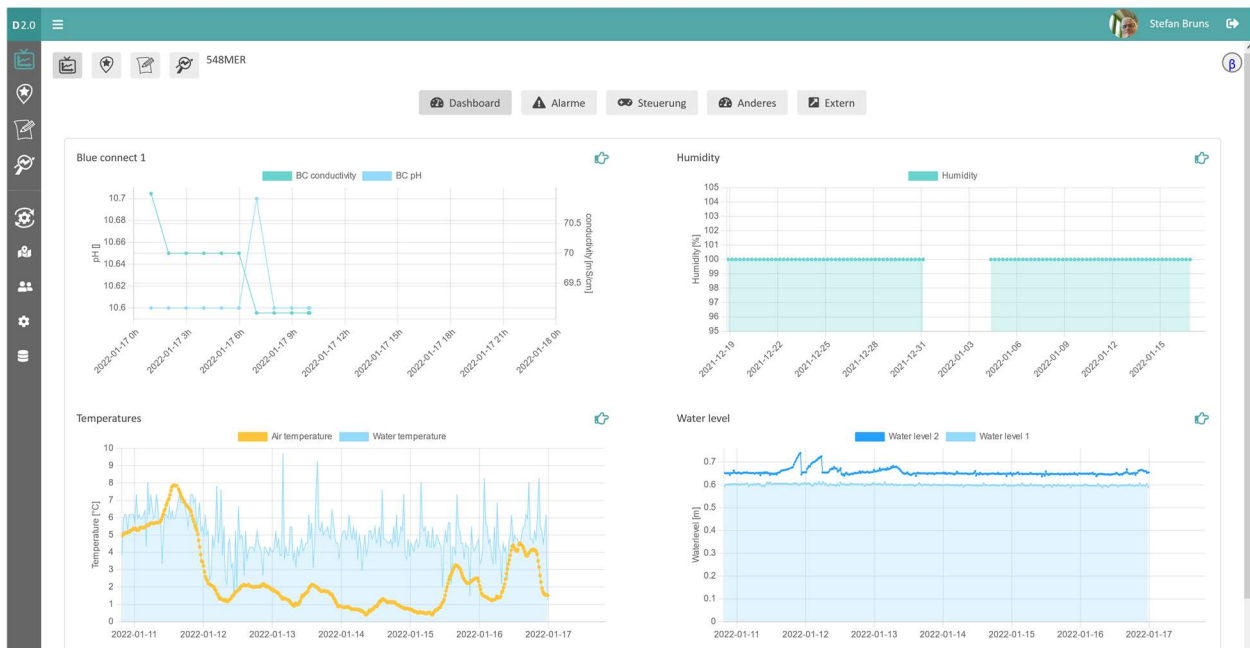 D2.0
Stefan Bruns
548MER
β
Dashboard
Alarme
Steuerung
Anderes
Extern
Blue connect 1
BC conductivity BC pH
10.7
10.68
10.66
10.64
10.62
10.6
pH []
70.5
70
69.5
conductivity [mS/cm]
2022-01-17 0h
2022-01-17 3h
2022-01-17 6h
2022-01-17 9h
2022-01-17 12h
2022-01-17 15h
2022-01-17 18h
2022-01-17 21h
2022-01-18 0h
Humidity
Humidity
105
104
103
102
101
100
99
98
97
96
95
Humidity [%]
2021-12-19
2021-12-22
2021-12-25
2021-12-28
2021-12-31
2022-01-03
2022-01-06
2022-01-09
2022-01-12
2022-01-15
Temperatures
Air temperature Water temperature
10
9
8
7
6
5
4
3
2
1
0
Temperature [°C]
2022-01-11
2022-01-12
2022-01-13
2022-01-14
2022-01-15
2022-01-16
2022-01-17
Water level
Water level 2 Water level 1
0.7
0.6
0.5
0.4
0.3
0.2
0.1
0
Waterlevel [m]
2022-01-11
2022-01-12
2022-01-13
2022-01-14
2022-01-15
2022-01-16
2022-01-17